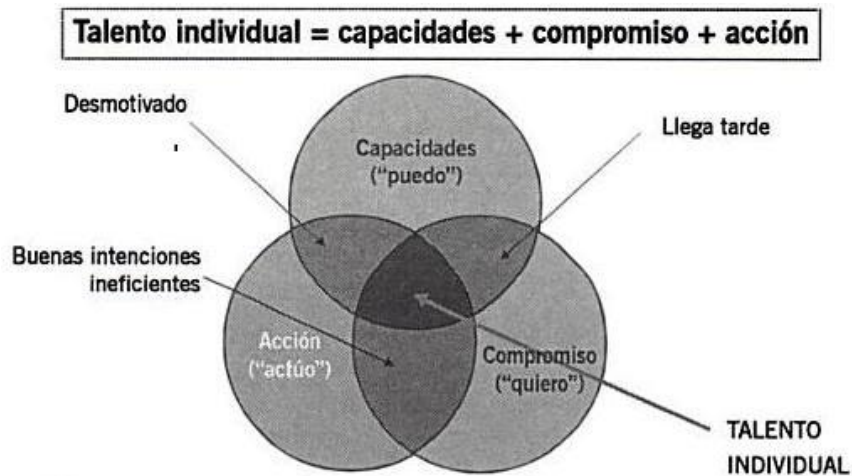 Talento individual = capacidades + compromiso + acción
Desmotivado
Llega tarde
Capacidades
("puedo")
Buenas intenciones
ineficientes
Acción
("actúo")
Compromiso
("quiero")
TALENTO
INDIVIDUAL